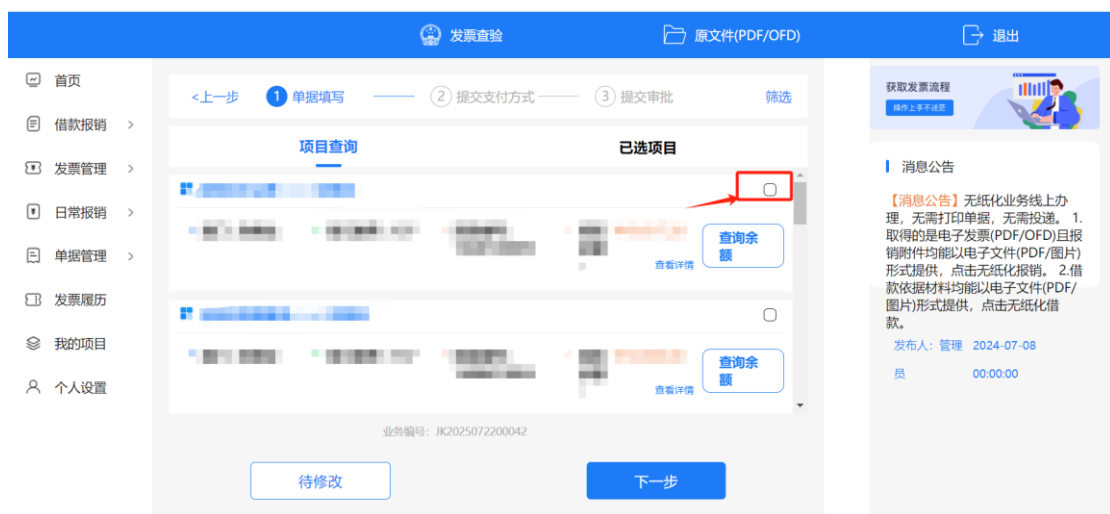 发票查验
原文件(PDF/OFD)
退出
首页
借款报销
发票管理
日常报销
单据管理
发票履历
我的项目
个人设置
<上一步
1 单据填写
2 提交支付方式
3 提交审批
筛选
项目查询
已选项目
查看详情
查询余
额
查看详情
查询余
额
业务编号：JK2025072200042
待修改
下一步
获取发票流程
操作上手不迷茫
消息公告
【消息公告】无纸化业务线上办
理，无需打印单据，无需投递。 1.
取得的是电子发票(PDF/OFD)且报
销附件均能以电子文件(PDF/图片)
形式提供，点击无纸化报销。 2.借
款依据材料均能以电子文件(PDF/
图片)形式提供，点击无纸化借
款。
发布人：管理 2024-07-08
员 00:00:00